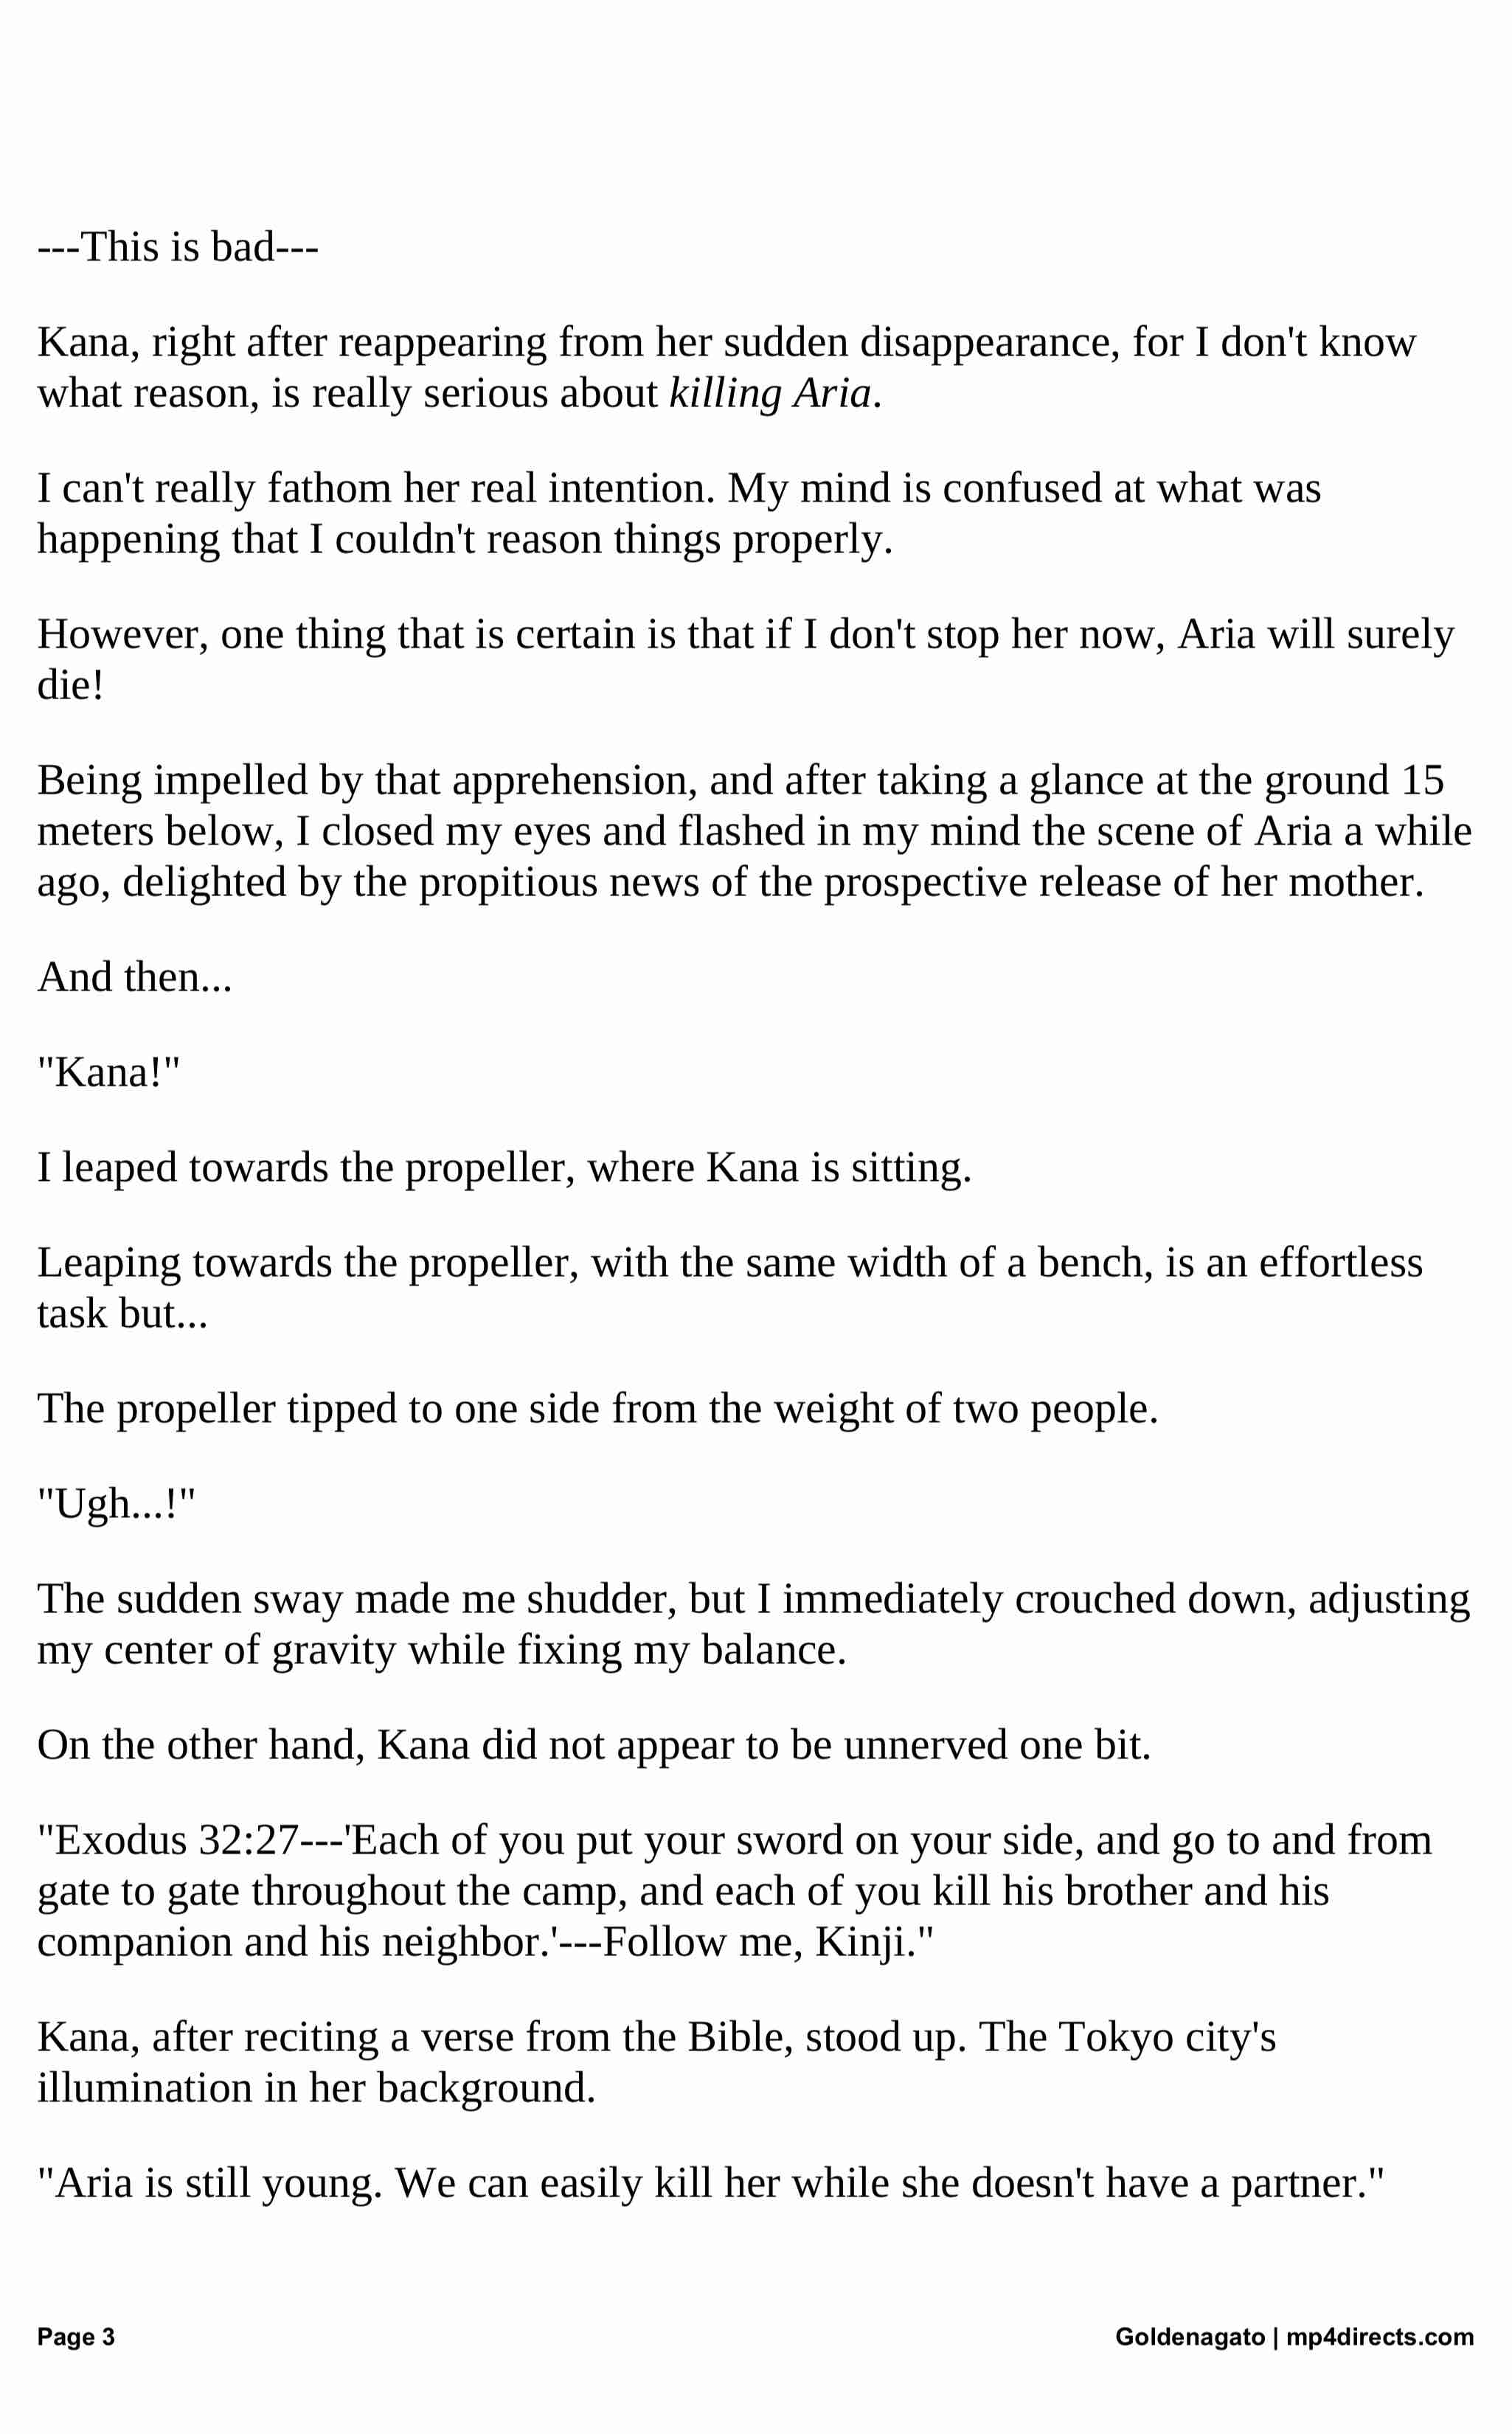 ---This is bad---
Kana, right after reappearing from her sudden disappearance, for I don't know
what reason, is really serious about killing Aria.
I can't really fathom her real intention. My mind is confused at what was
happening that I couldn't reason things properly.
However, one thing that is certain is that if I don't stop her now, Aria will surely
die!
Being impelled by that apprehension, and after taking a glance at the ground 15
meters below, I closed my eyes and flashed in my mind the scene of Aria a while
ago, delighted by the propitious news of the prospective release of her mother.
And then...
"Kana!"
I leaped towards the propeller, where Kana is sitting.
Leaping towards the propeller, with the same width of a bench, is an effortless
task but...
The propeller tipped to one side from the weight of two people.
"Ugh...!"
The sudden sway made me shudder, but I immediately crouched down, adjusting
my center of gravity while fixing my balance.
On the other hand, Kana did not appear to be unnerved one bit.
"Exodus 32:27---'Each of you put your sword on your side, and go to and from
gate to gate throughout the camp, and each of you kill his brother and his
companion and his neighbor.'---Follow me, Kinji."
Kana, after reciting a verse from the Bible, stood up. The Tokyo city's
illumination in her background.
"Aria is still young. We can easily kill her while she doesn't have a partner."
Page 3
Goldenagato | mp4directs.com